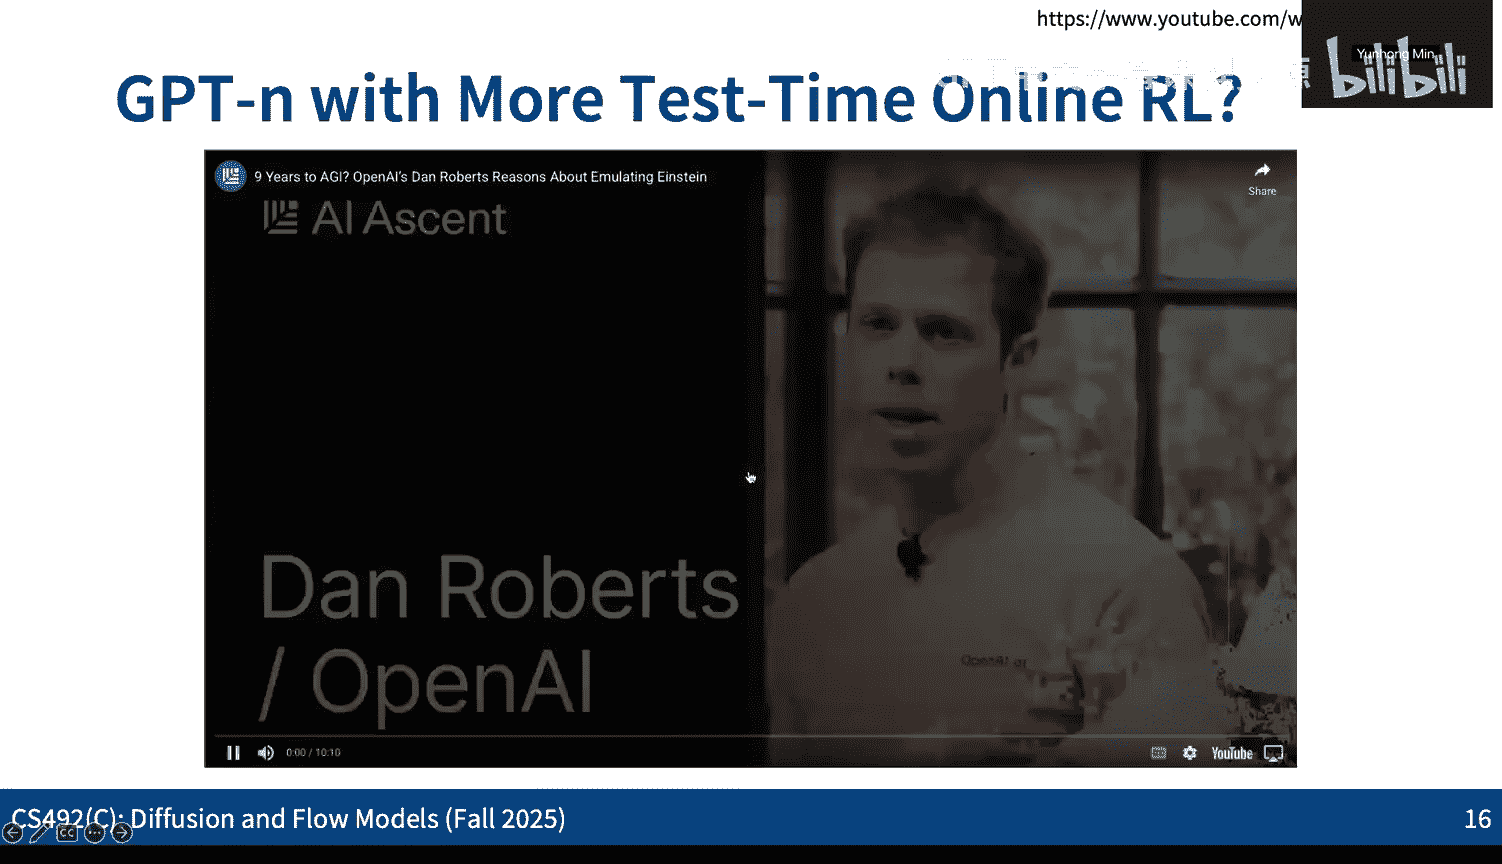 https://www.youtube.com/w
Yunhong Min
bilibili
GPT-n with More Test-Time Online RL?
9 Years to AGI? OpenAI's Dan Roberts Reasons About Emulating Einstein
Share
AI Ascent
Dan Roberts
/ OpenAI
0:00 / 10:10
YouTube
CS492(C): Diffusion and Flow Models (Fall 2025)
16